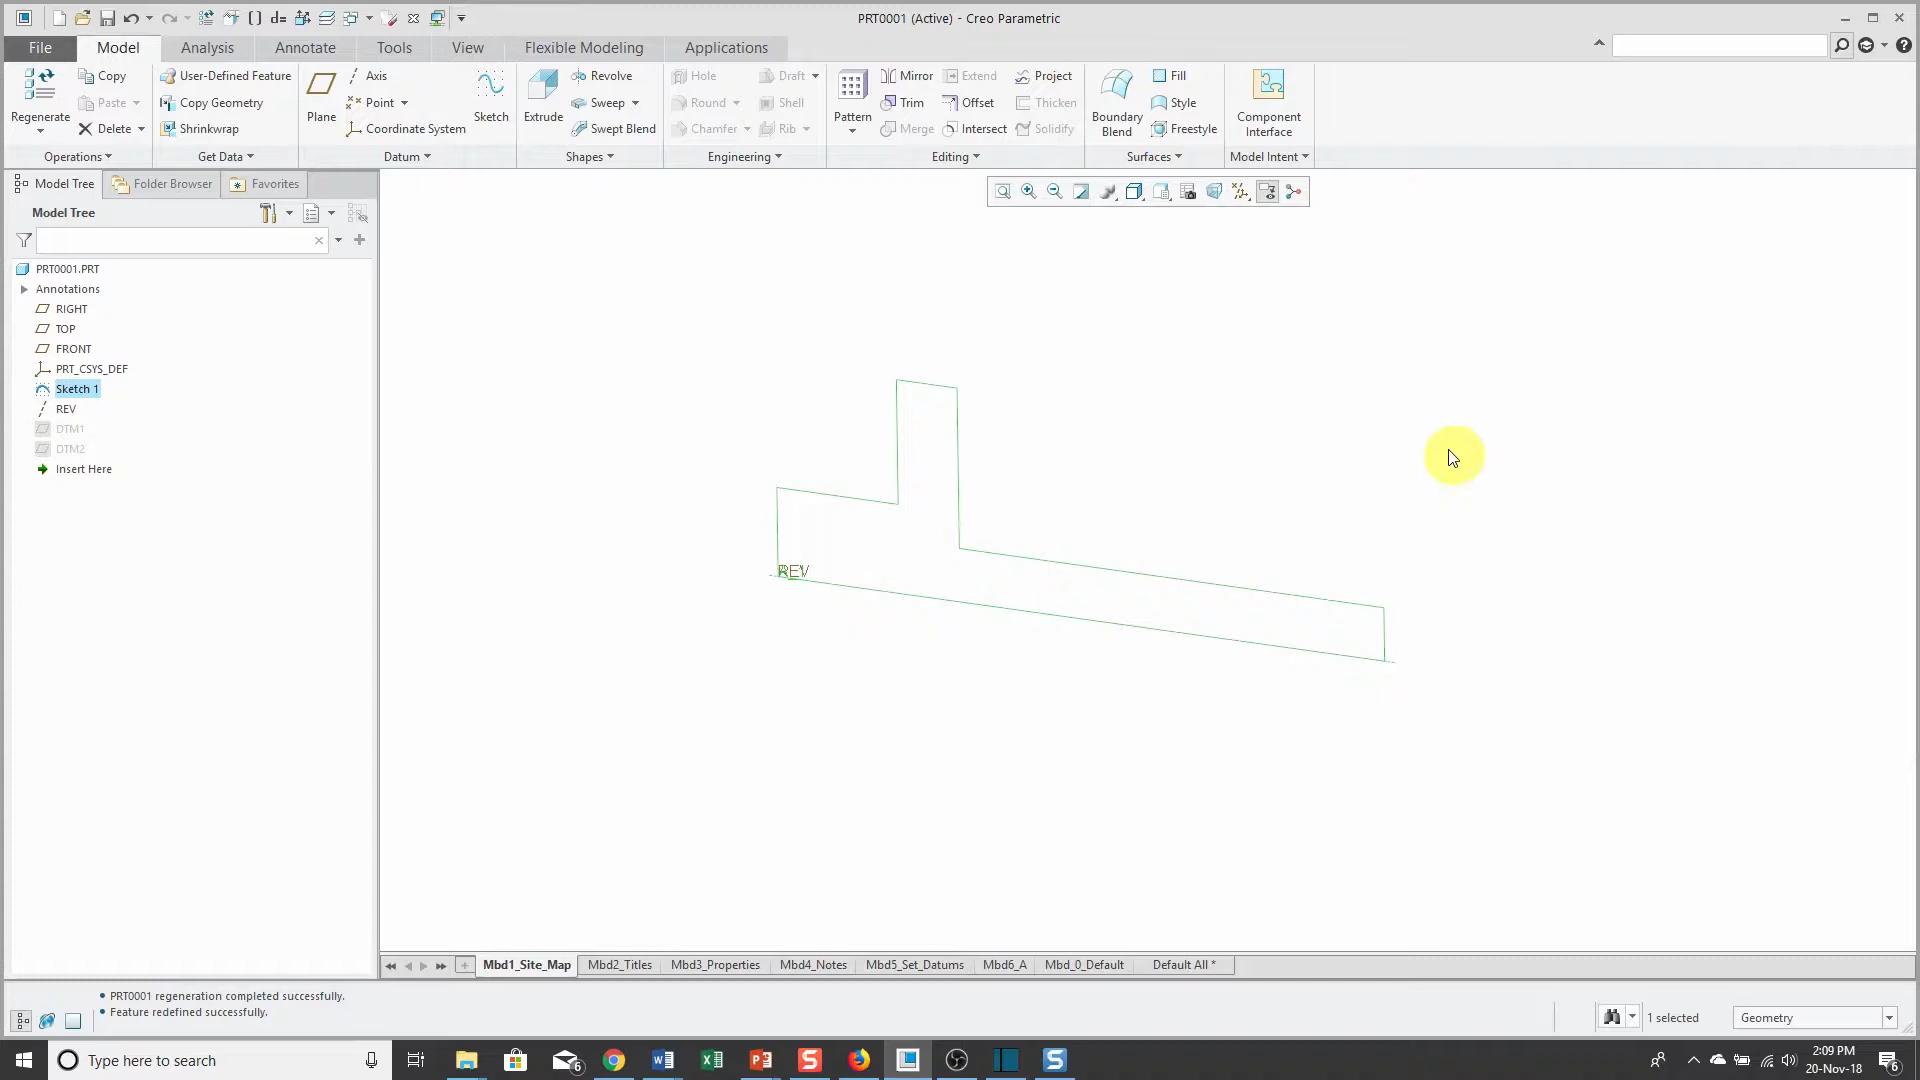 PRT0001 (Active) - Creo Parametric
File Model Analysis Annotate Tools View Flexible Modeling Applications
Regenerate
Copy
Paste
Delete
Operations
User-Defined Feature
Copy Geometry
Shrinkwrap
Get Data
Plane
Axis
Point
Coordinate System
Sketch
Datum
Extrude
Revolve
Sweep
Swept Blend
Shapes
Hole
Round
Chamfer
Draft
Shell
Rib
Engineering
Pattern
Mirror
Trim
Merge
Extend
Offset
Intersect
Project
Thicken
Solidify
Editing
Boundary
Blend
Fill
Style
Freestyle
Surfaces
Component
Interface
Model Intent
Model Tree Folder Browser Favorites
Model Tree
PRT0001.PRT
Annotations
RIGHT
TOP
FRONT
PRT_CSYS_DEF
Sketch 1
REV
DTM1
DTM2
Insert Here
REV
Mbd1_Site_Map Mbd2_Titles Mbd3_Properties Mbd4_Notes Mbd5_Set_Datums Mbd6_A Mbd_0_Default Default All *
PRT0001 regeneration completed successfully.
Feature redefined successfully.
1 selected
Geometry
Type here to search
6
2:09 PM
20-Nov-18
6